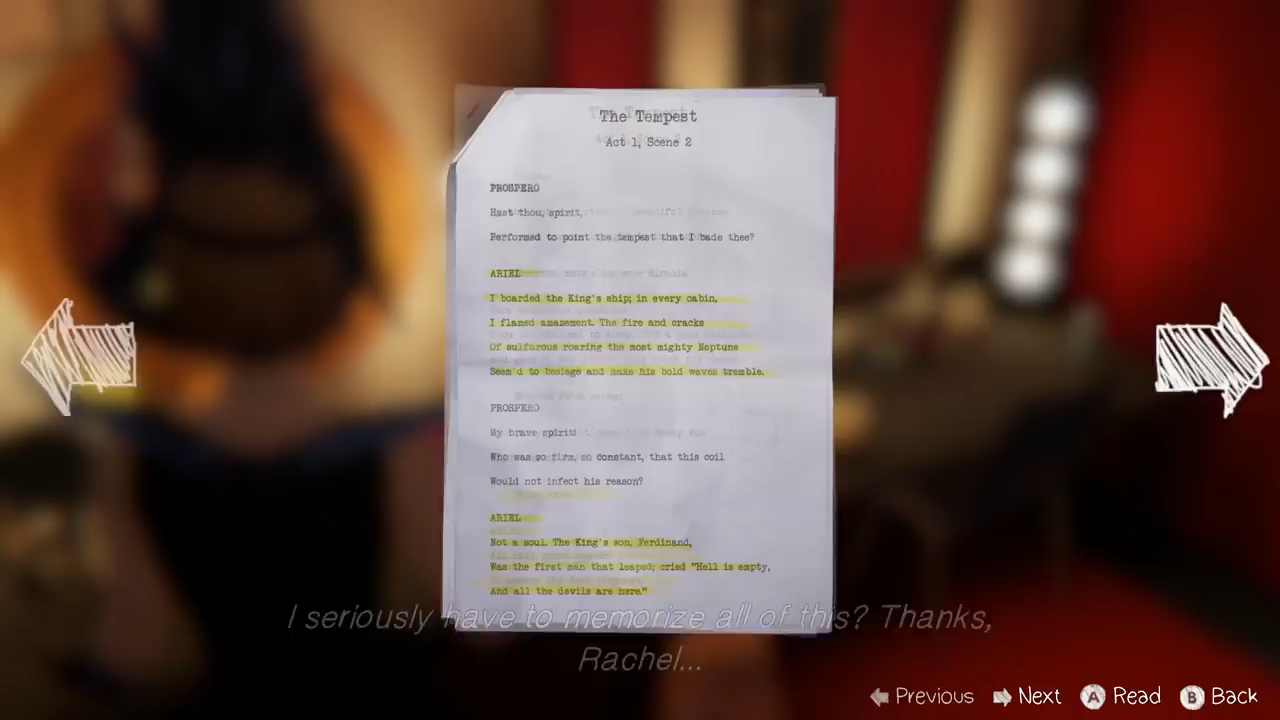 The Tempest
Act 1, Scene 2
PROSPERO
Hast thou, spirit,
Performed to point the tempest that I bade thee?
ARIEL
I boarded the King's ship; in every cabin,
I flamed amazement. The fire and cracks
Of sulfurous roaring the most mighty Neptune
Seem'd to besiege and make his bold waves tremble.
PROSPERO
My brave spirit!
Who was so firm, so constant, that this coil
Would not infect his reason?
ARIEL
Not a soul. The King's son, Ferdinand,
Was the first man that leaped; cried "Hell is empty,
And all the devils are here."
I seriously have to memorize all of this? Thanks,
Rachel...
Previous Next A Read B Back